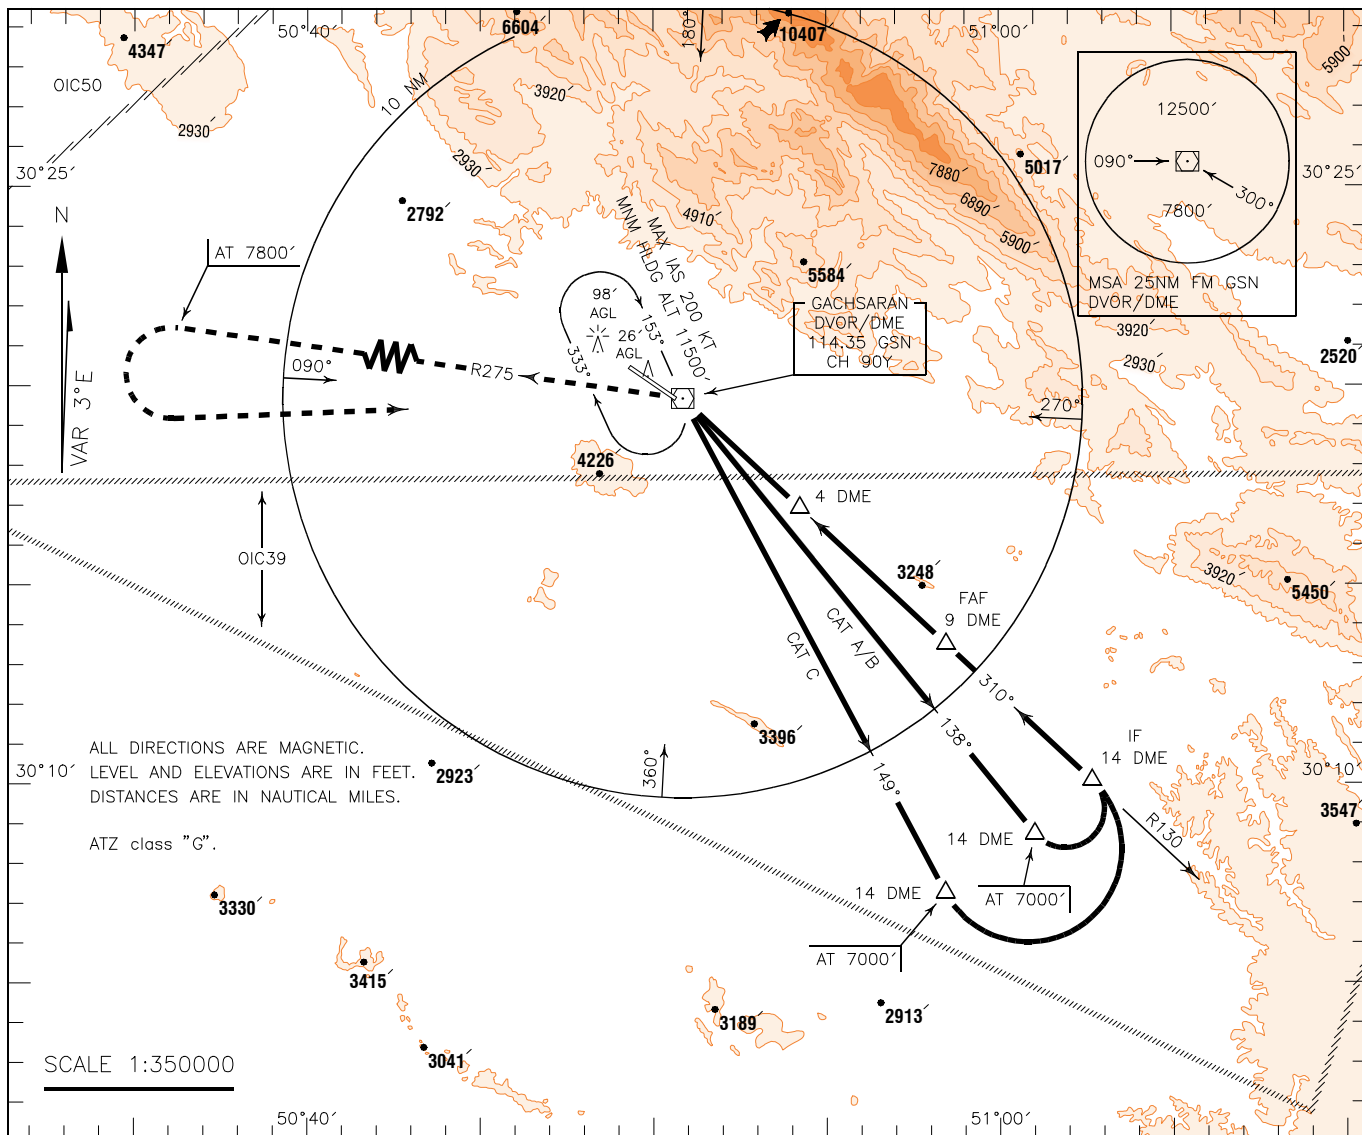 50°40´
6604´
180°
10407´
51°00´
4347´
OIC50
2930´
3920´
10 NM
2930´
5900´
12500´
090°
300°
7800´
MSA 25NM FM GSN
DVOR/DME
30°25´
30°25´
5017´
7880´
6890´
5900´
4910´
2792´
N
VAR 3°E
AT 7800´
MAX IAS 200 KT
MNM HLDG ALT 11500´
5584´
98´
AGL
26´
AGL
153°
333°
GACHSARAN
DVOR/DME
114.35 GSN
CH 90Y
3920´
2930´
2520´
090°
R275
270°
4226´
4 DME
OIC39
3248´
FAF
9 DME
3920´
5450´
CAT C
CAT A/B
310°
3396´
138°
149°
IF
14 DME
ALL DIRECTIONS ARE MAGNETIC.
LEVEL AND ELEVATIONS ARE IN FEET.
DISTANCES ARE IN NAUTICAL MILES.
ATZ class "G".
30°10´
2923´
360°
30°10´
3547´
R130
14 DME
AT 7000´
14 DME
AT 7000´
3330´
3415´
3189´
2913´
3041´
SCALE 1:350000
50°40´
51°00´